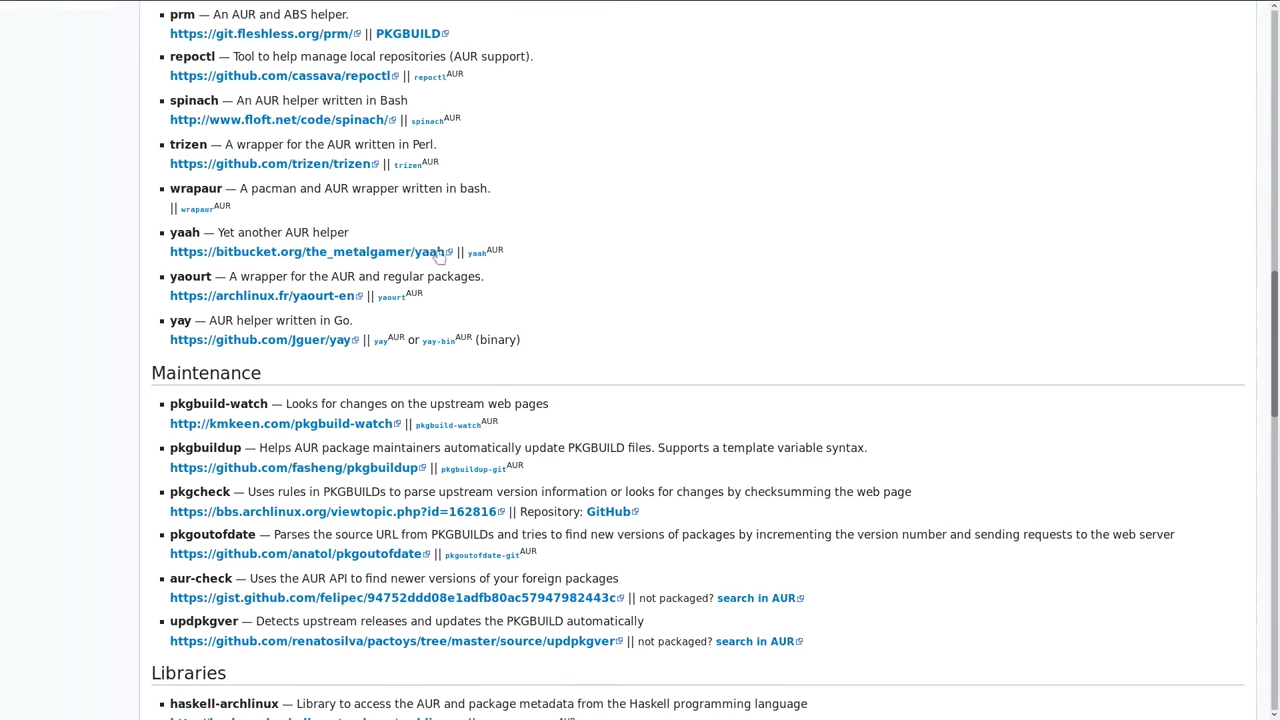 prm — An AUR and ABS helper.
https://git.fleshless.org/prm/ || PKGBUILD
repoctl — Tool to help manage local repositories (AUR support).
https://github.com/cassava/repoctl || repoctlAUR
spinach — An AUR helper written in Bash
http://www.floft.net/code/spinach/ || spinachAUR
trizen — A wrapper for the AUR written in Perl.
https://github.com/trizen/trizen || trizenAUR
wrapaur — A pacman and AUR wrapper written in bash.
|| wrapaurAUR
yaah — Yet another AUR helper
https://bitbucket.org/the_metalgamer/yaah || yaahAUR
yaourt — A wrapper for the AUR and regular packages.
https://archlinux.fr/yaourt-en || yaourtAUR
yay — AUR helper written in Go.
https://github.com/Jguer/yay || yayAUR or yay-binAUR (binary)
Maintenance
pkgbuild-watch — Looks for changes on the upstream web pages
http://kmkeen.com/pkgbuild-watch || pkgbuild-watchAUR
pkgbuildup — Helps AUR package maintainers automatically update PKGBUILD files. Supports a template variable syntax.
https://github.com/fasheng/pkgbuildup || pkgbuildup-gitAUR
pkgcheck — Uses rules in PKGBUILDs to parse upstream version information or looks for changes by checksumming the web page
https://bbs.archlinux.org/viewtopic.php?id=162816 || Repository: GitHub
pkgoutofdate — Parses the source URL from PKGBUILDs and tries to find new versions of packages by incrementing the version number and sending requests to the web server
https://github.com/anatol/pkgoutofdate || pkgoutofdate-gitAUR
aur-check — Uses the AUR API to find newer versions of your foreign packages
https://gist.github.com/felipec/94752ddd08e1adfb80ac57947982443c || not packaged? search in AUR
updpkgver — Detects upstream releases and updates the PKGBUILD automatically
https://github.com/renatosilva/pactoys/tree/master/source/updpkgver || not packaged? search in AUR
Libraries
haskell-archlinux — Library to access the AUR and package metadata from the Haskell programming language